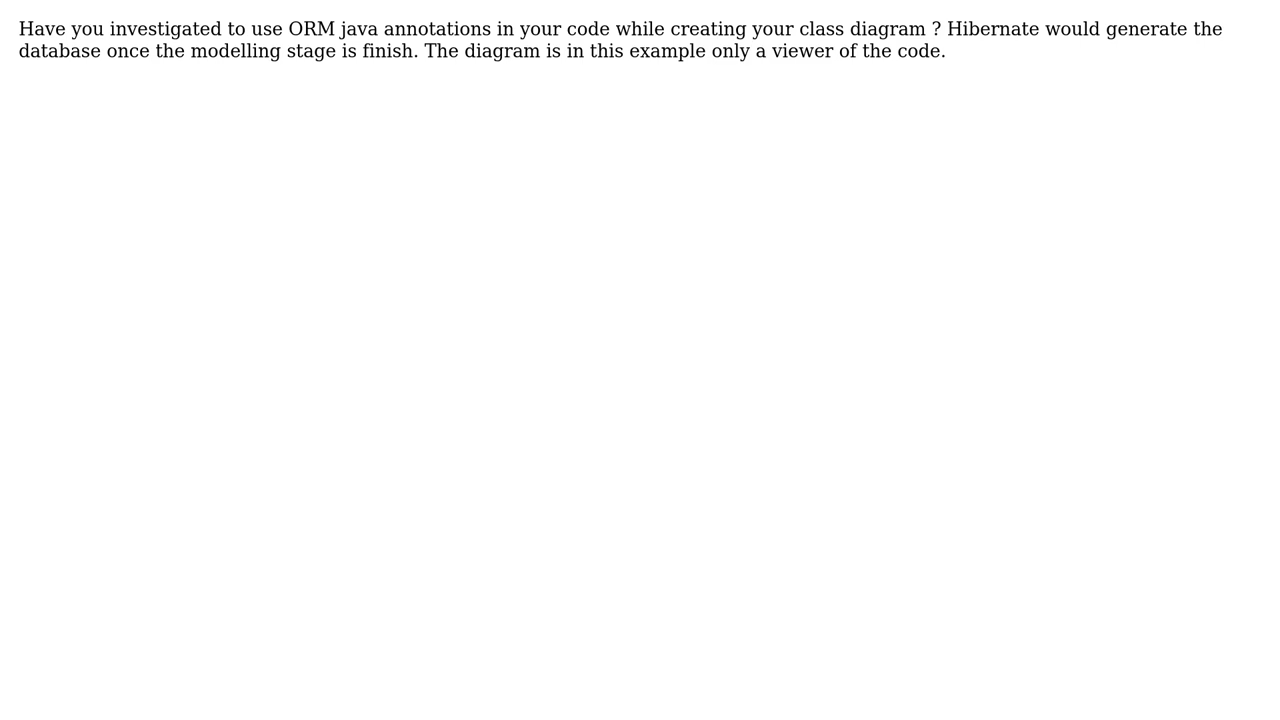 Have you investigated to use ORM java annotations in your code while creating your class diagram ? Hibernate would generate the
database once the modelling stage is finish. The diagram is in this example only a viewer of the code.